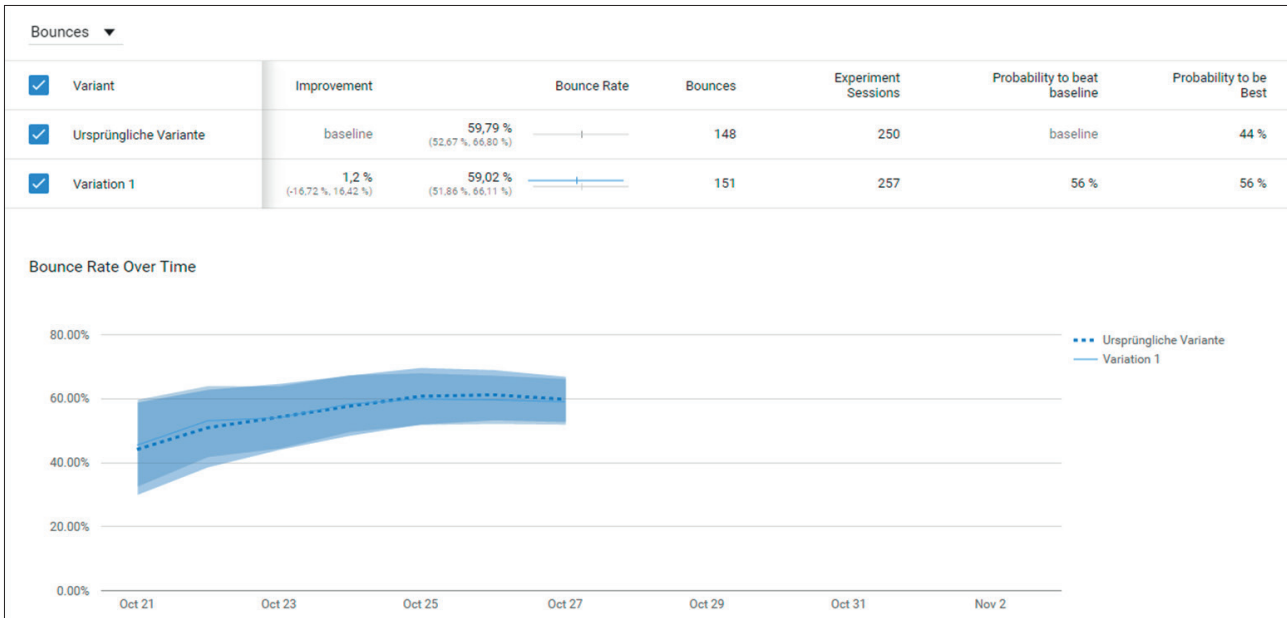 Bounces
Variant Improvement Bounce Rate Bounces Experiment Sessions Probability to beat baseline Probability to be Best
Ursprüngliche Variante baseline 59,79 % 148 250 baseline 44 %
(52,67 %, 66,80 %)
Variation 1 1,2 % 59,02 % 151 257 56 % 56 %
(-16,72 %, 16,42 %) (51,86 %, 66,11 %)
Bounce Rate Over Time
80.00%
60.00%
40.00%
20.00%
0.00%
Oct 21 Oct 23 Oct 25 Oct 27 Oct 29 Oct 31 Nov 2
Ursprüngliche Variante
Variation 1